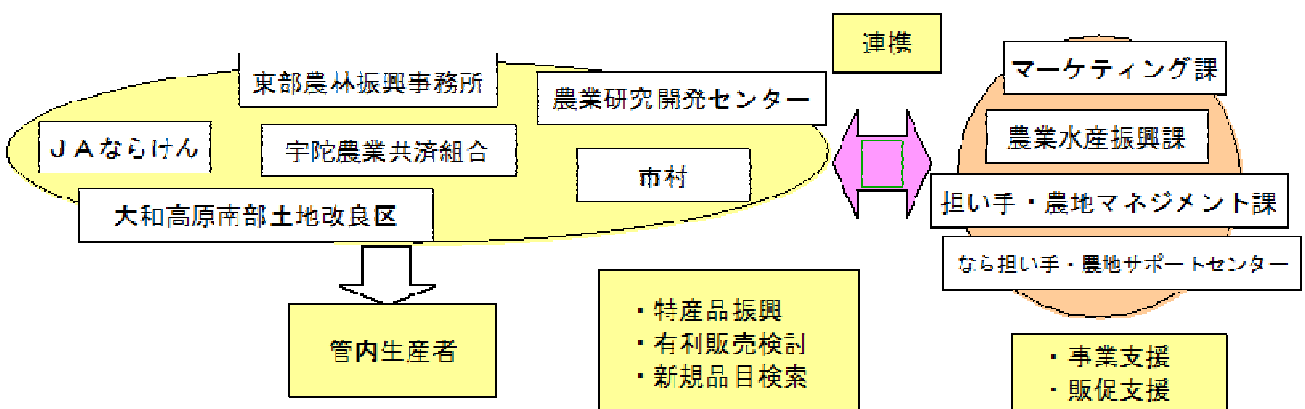 連携
マーケティング課
東部農林振興事務所
農業研究開発センター
ＪＡならけん
宇陀農業共済組合
農業水産振興課
市村
大和高原南部土地改良区
担い手・農地マネジメント課
なら担い手・農地サポートセンター
管内生産者
・特産品振興
・有利販売検討
・新規品目検索
・事業支援
・販促支援